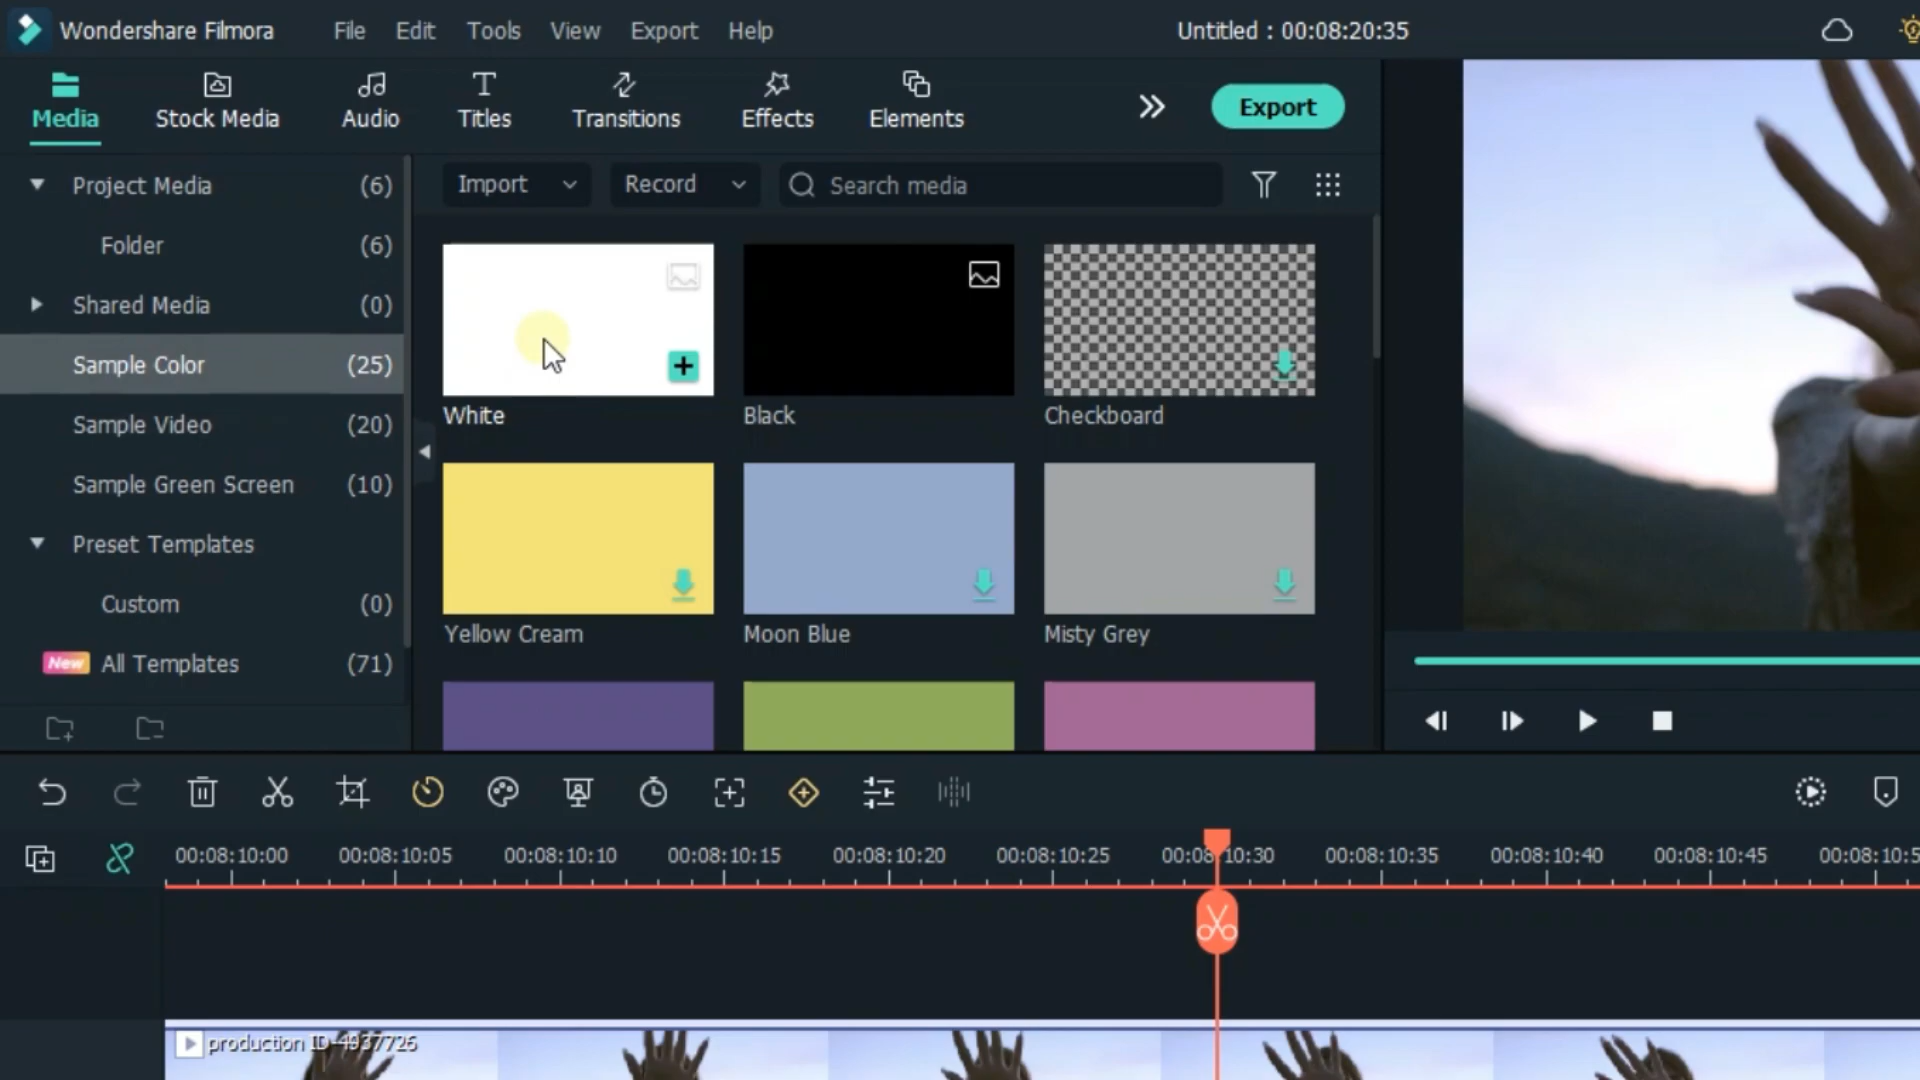 Wondershare Filmora
File
Edit
Tools
View
Export
Help
Untitled : 00:08:20:35
Media
Stock Media
Audio
Titles
Transitions
Effects
Elements
Export
Project Media (6)
Folder (6)
Shared Media (0)
Sample Color (25)
Sample Video (20)
Sample Green Screen (10)
Preset Templates
Custom (0)
New All Templates (71)
Import
Record
Search media
White
Black
Checkboard
Yellow Cream
Moon Blue
Misty Grey
00:08:10:00
00:08:10:05
00:08:10:10
00:08:10:15
00:08:10:20
00:08:10:25
00:08:10:30
00:08:10:35
00:08:10:40
00:08:10:45
00:08:10:5
production ID-4937726